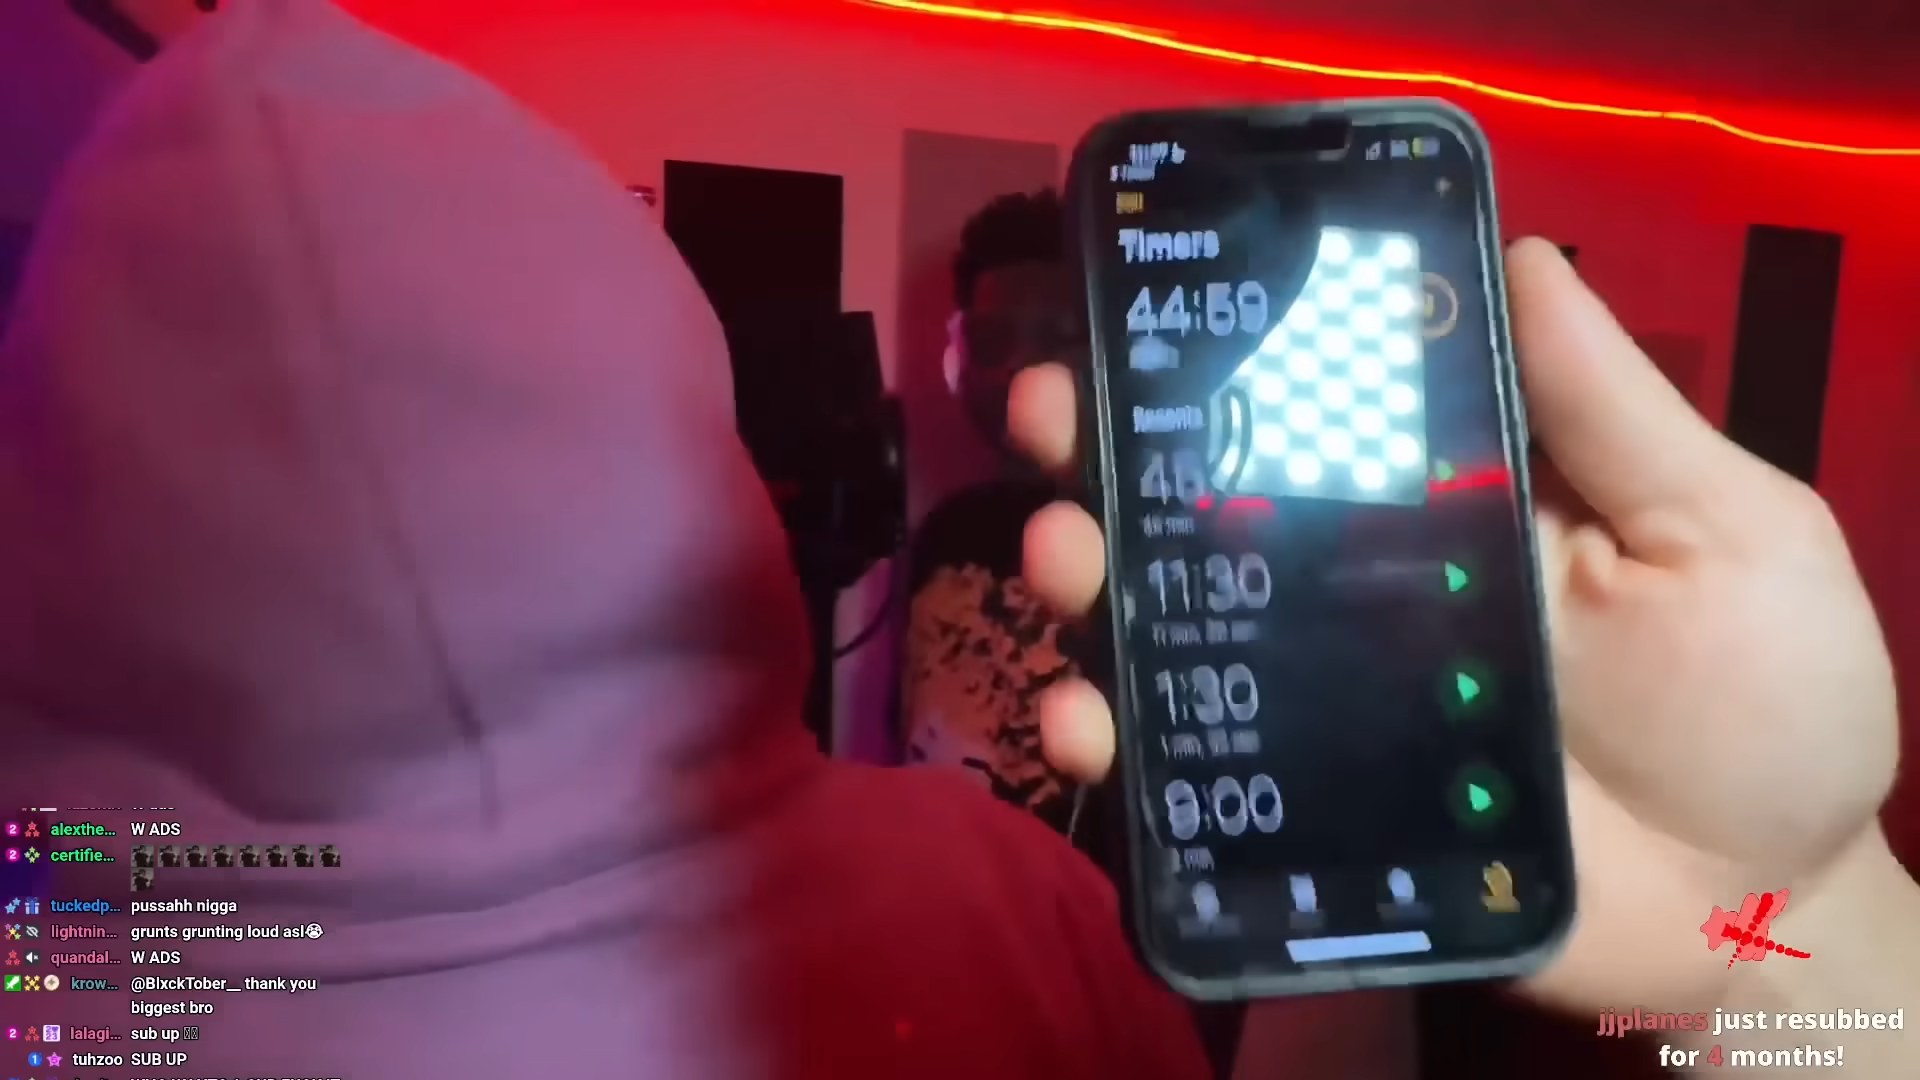 Timers
44:59
Recents
45
11:30
1:30
8:00
alexthe... W ADS
certifie...
tuckedp... pussahh nigga
lightnin... grunts grunting loud asl😭
quandal... W ADS
krow... @BlxckTober__ thank you
biggest bro
lalagi... sub up
tuhzoo SUB UP
jjplanes just resubbed
for 4 months!